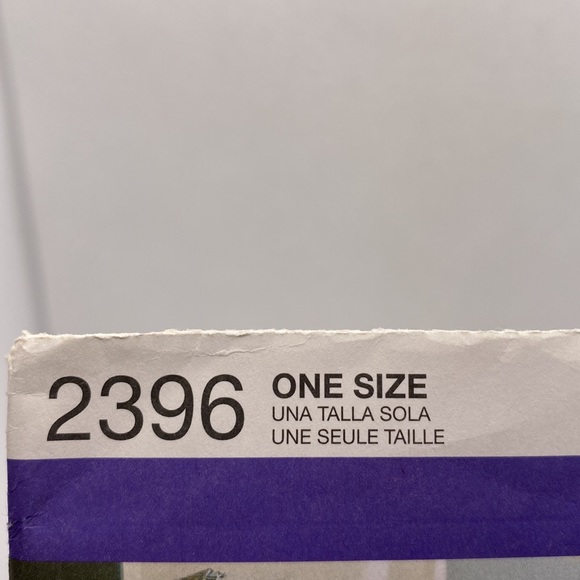 2396 ONE SIZE
UNA TALLA SOLA
UNE SEULE TAILLE